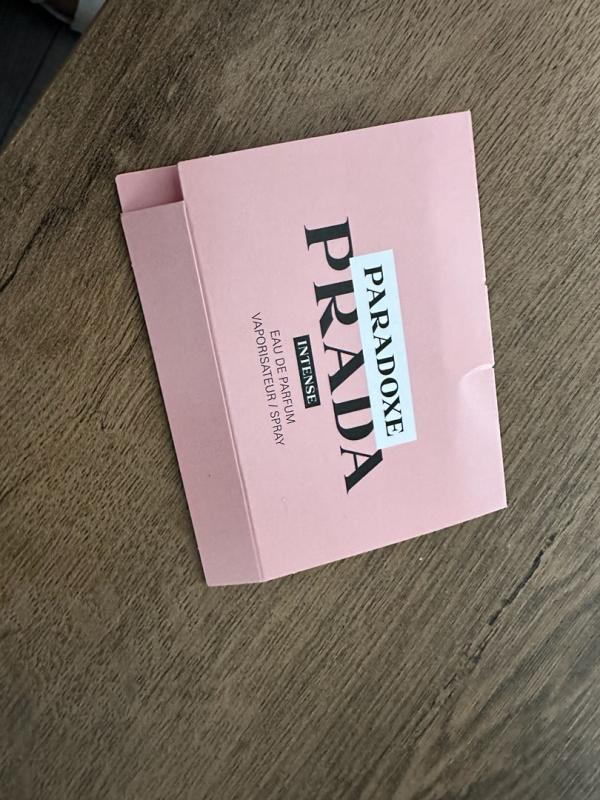 PARADOXE
PRADA
INTENSE
EAU DE PARFUM
VAPORISATEUR / SPRAY